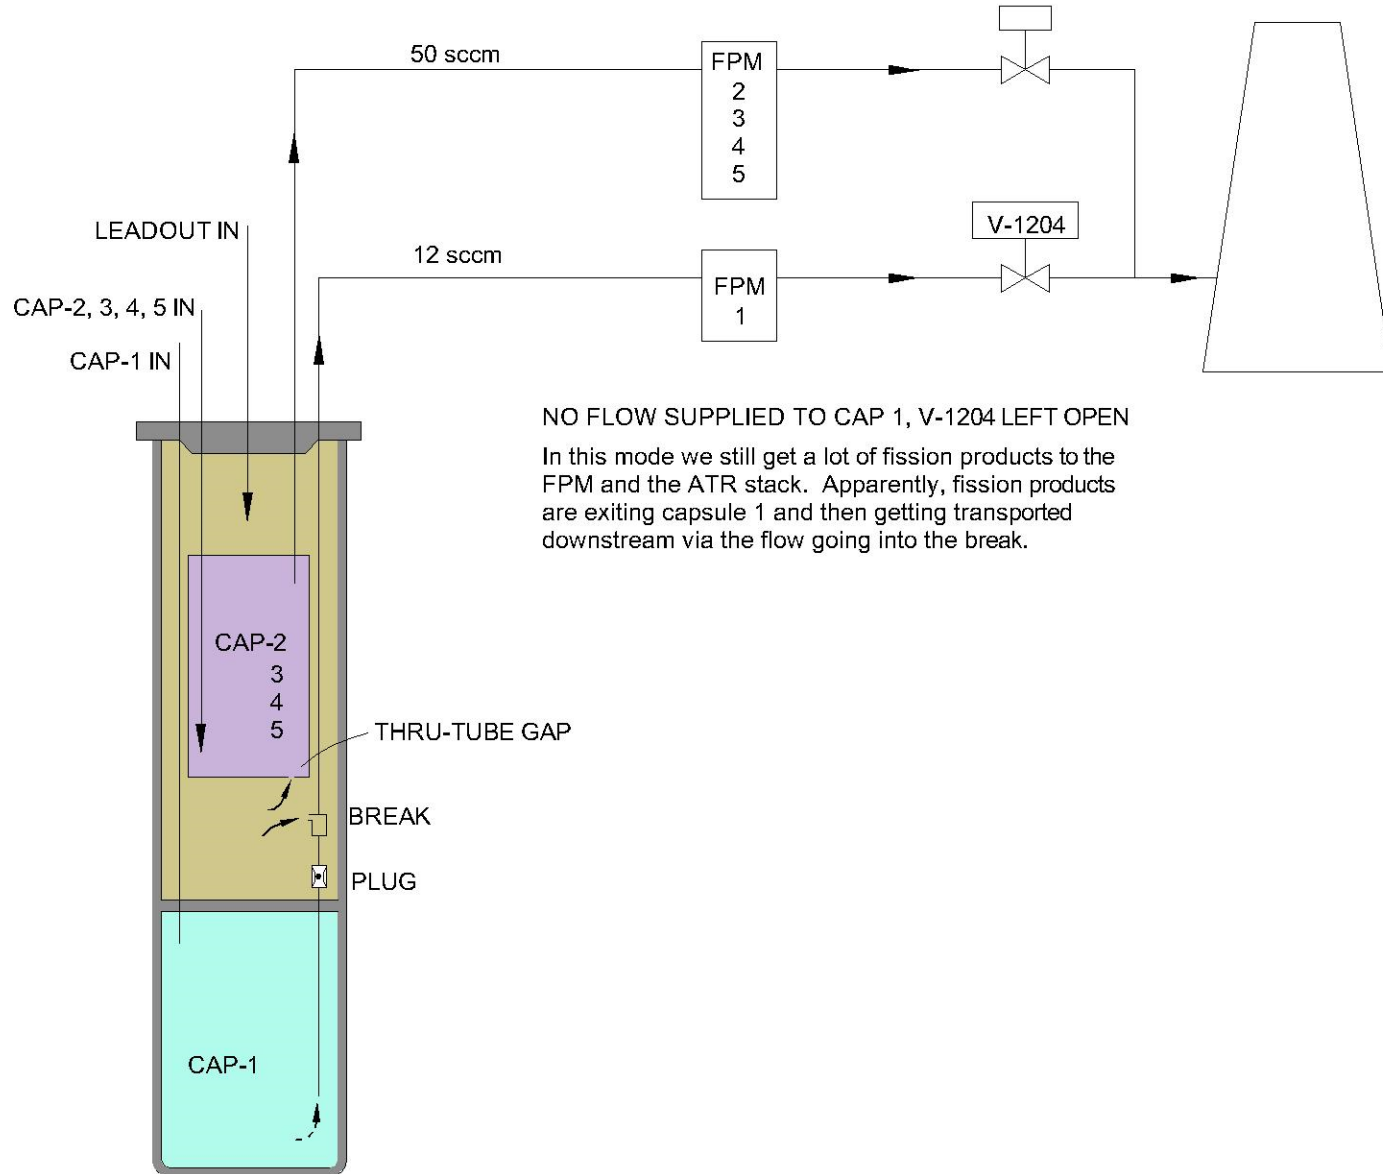 50 sccm
FPM
2
3
4
5
LEADOUT IN
V-1204
12 sccm
FPM
1
CAP-2, 3, 4, 5 IN
CAP-1 IN
NO FLOW SUPPLIED TO CAP 1, V-1204 LEFT OPEN
In this mode we still get a lot of fission products to the
FPM and the ATR stack. Apparently, fission products
are exiting capsule 1 and then getting transported
downstream via the flow going into the break.
CAP-2
3
4
5
THRU-TUBE GAP
BREAK
PLUG
CAP-1